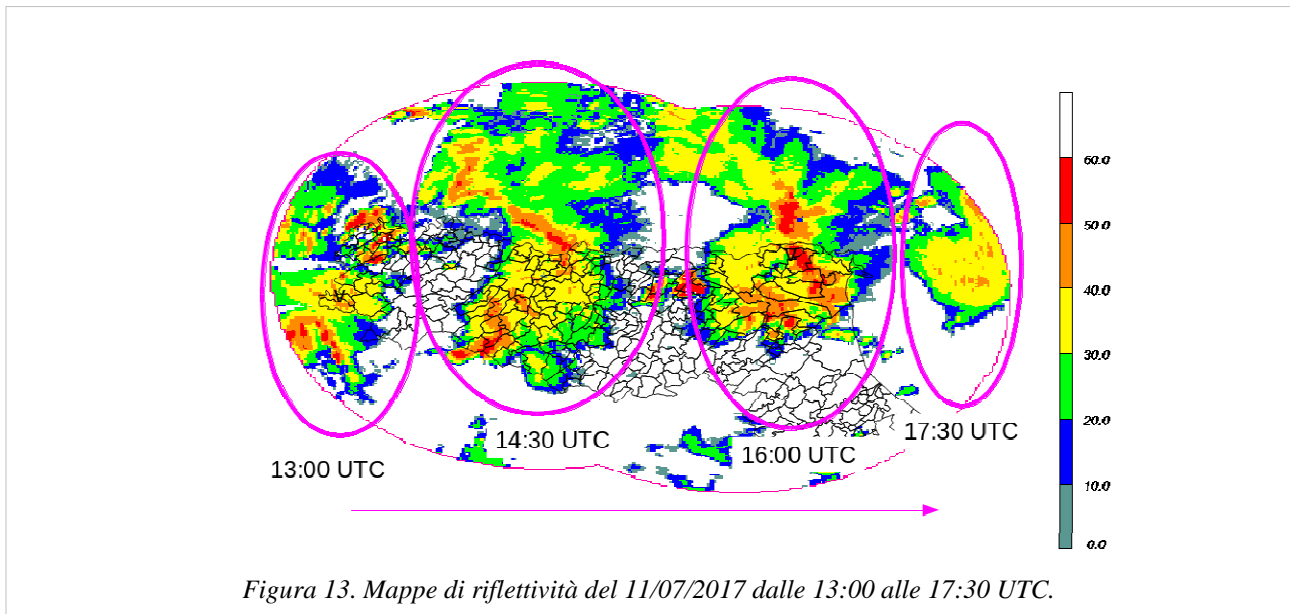 60.0
50.0
40.0
30.0
20.0
10.0
0.0
13:00 UTC
14:30 UTC
16:00 UTC
17:30 UTC
Figura 13. Mappe di riflettività del 11/07/2017 dalle 13:00 alle 17:30 UTC.